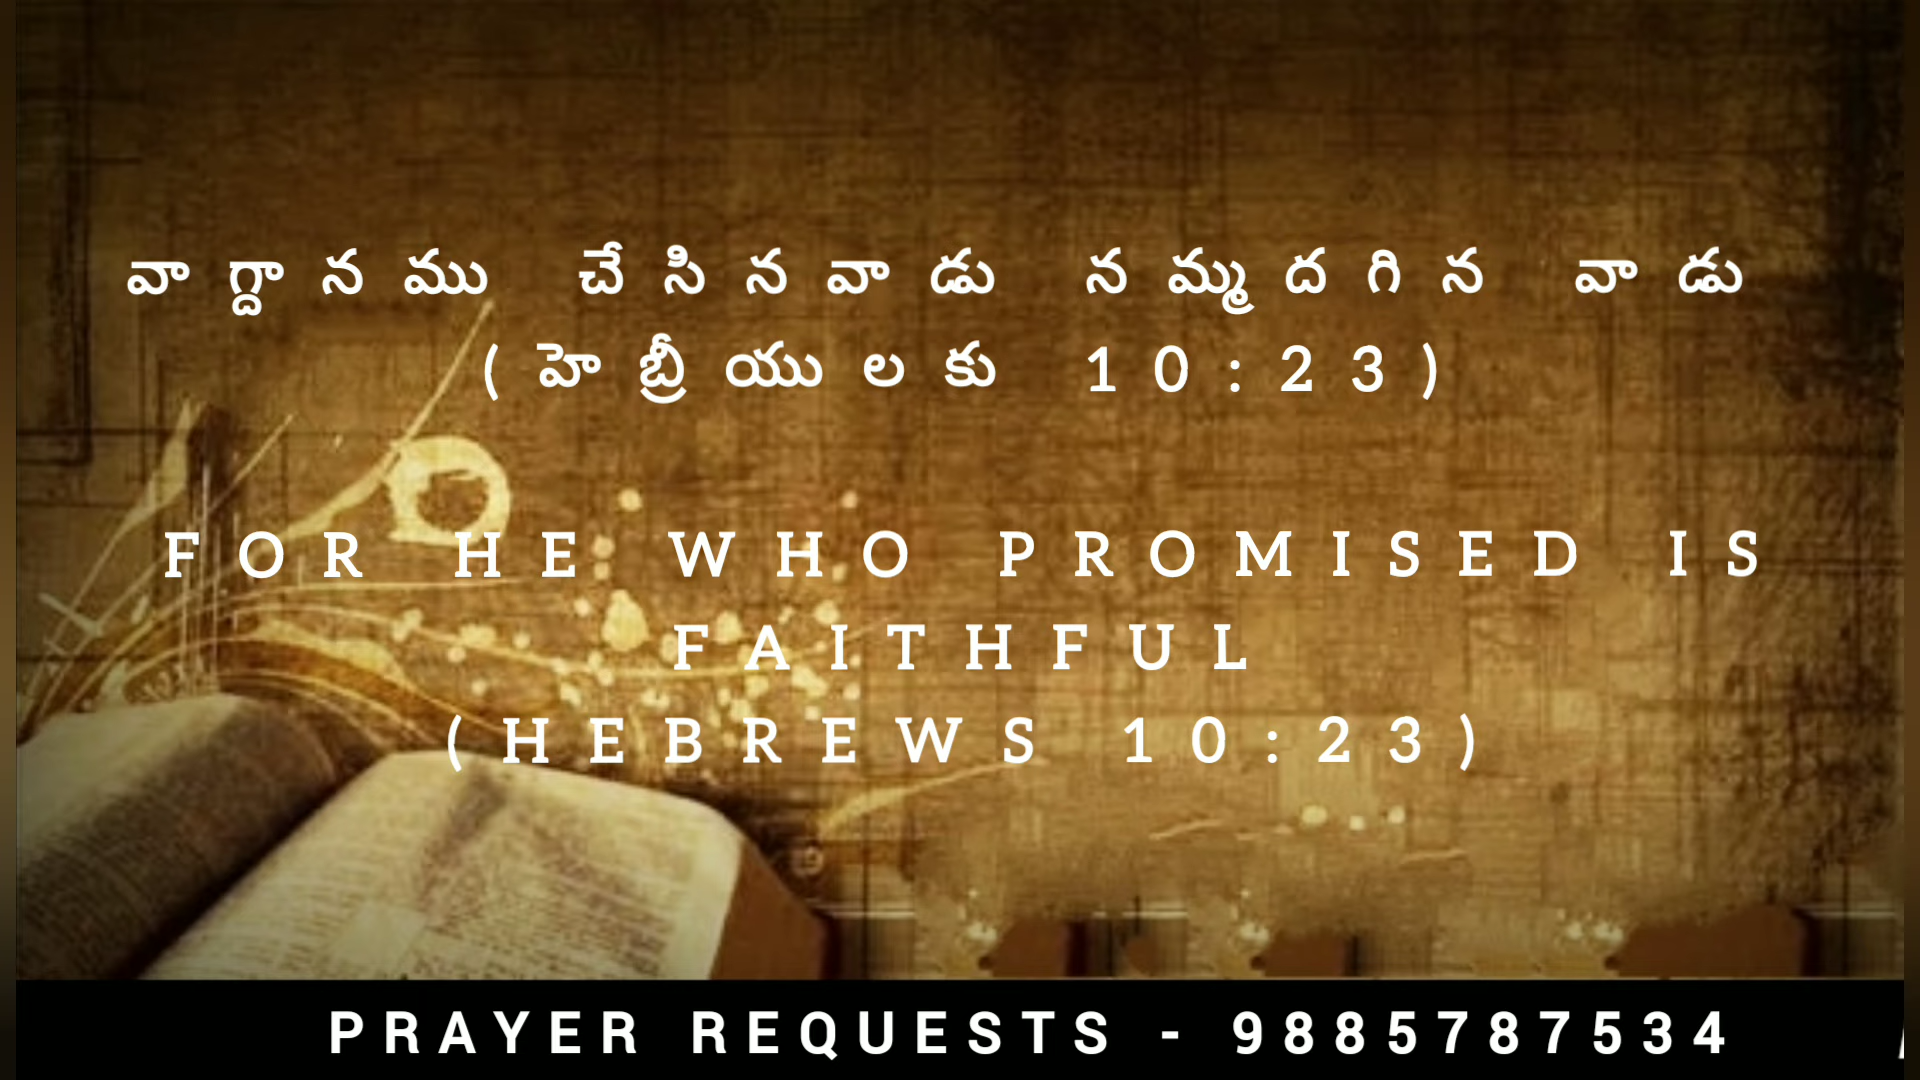 వాగ్దానము చేసినవాడు నమ్మదగిన వాడు
(హెబ్రీయులకు 10:23)
FOR HE WHO PROMISED IS
FAITHFUL
(HEBREWS 10:23)
PRAYER REQUESTS - 9885787534